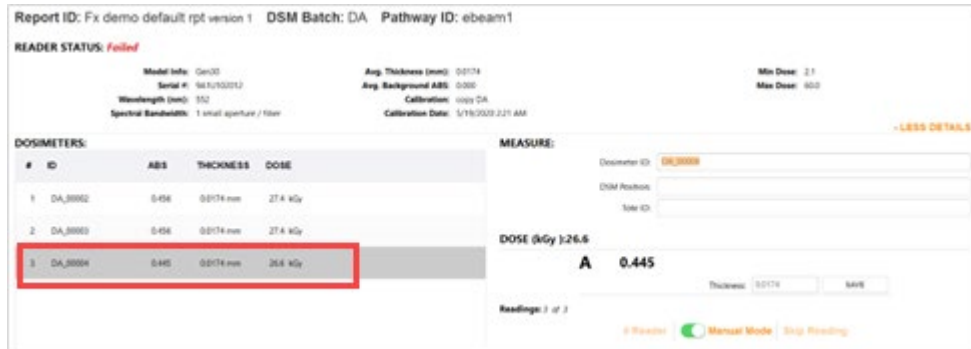 Report ID: Fx demo default rpt version 1 DSM Batch: DA Pathway ID: ebeam1
READER STATUS: Failed
Model Info: Gen30 Avg. Thickness (mm): 0.0174 Min Dose: 2.1
Serial #: Avg. Background ABS: 0.000 Max Dose: 60.0
Wavelength (nm): 552 Calibration: copy DA
Spectral Bandwidth: 1 small aperture / fiber Calibration Date: 5/19/2020 2:21 AM
- LESS DETAILS
DOSIMETERS:
# ID ABS THICKNESS DOSE
1 DA_00002 0.456 0.0174 mm 27.4 kGy
2 DA_00003 0.456 0.0174 mm 27.4 kGy
3 DA_00004 0.445 0.0174 mm 26.6 kGy
MEASURE:
Dosimeter ID:
DSM Position:
Tote ID:
DOSE (kGy ):26.6
A 0.445
Thickness: 0.0174 SAVE
Readings: 3 of 3
Reader Manual Mode Skip Reading